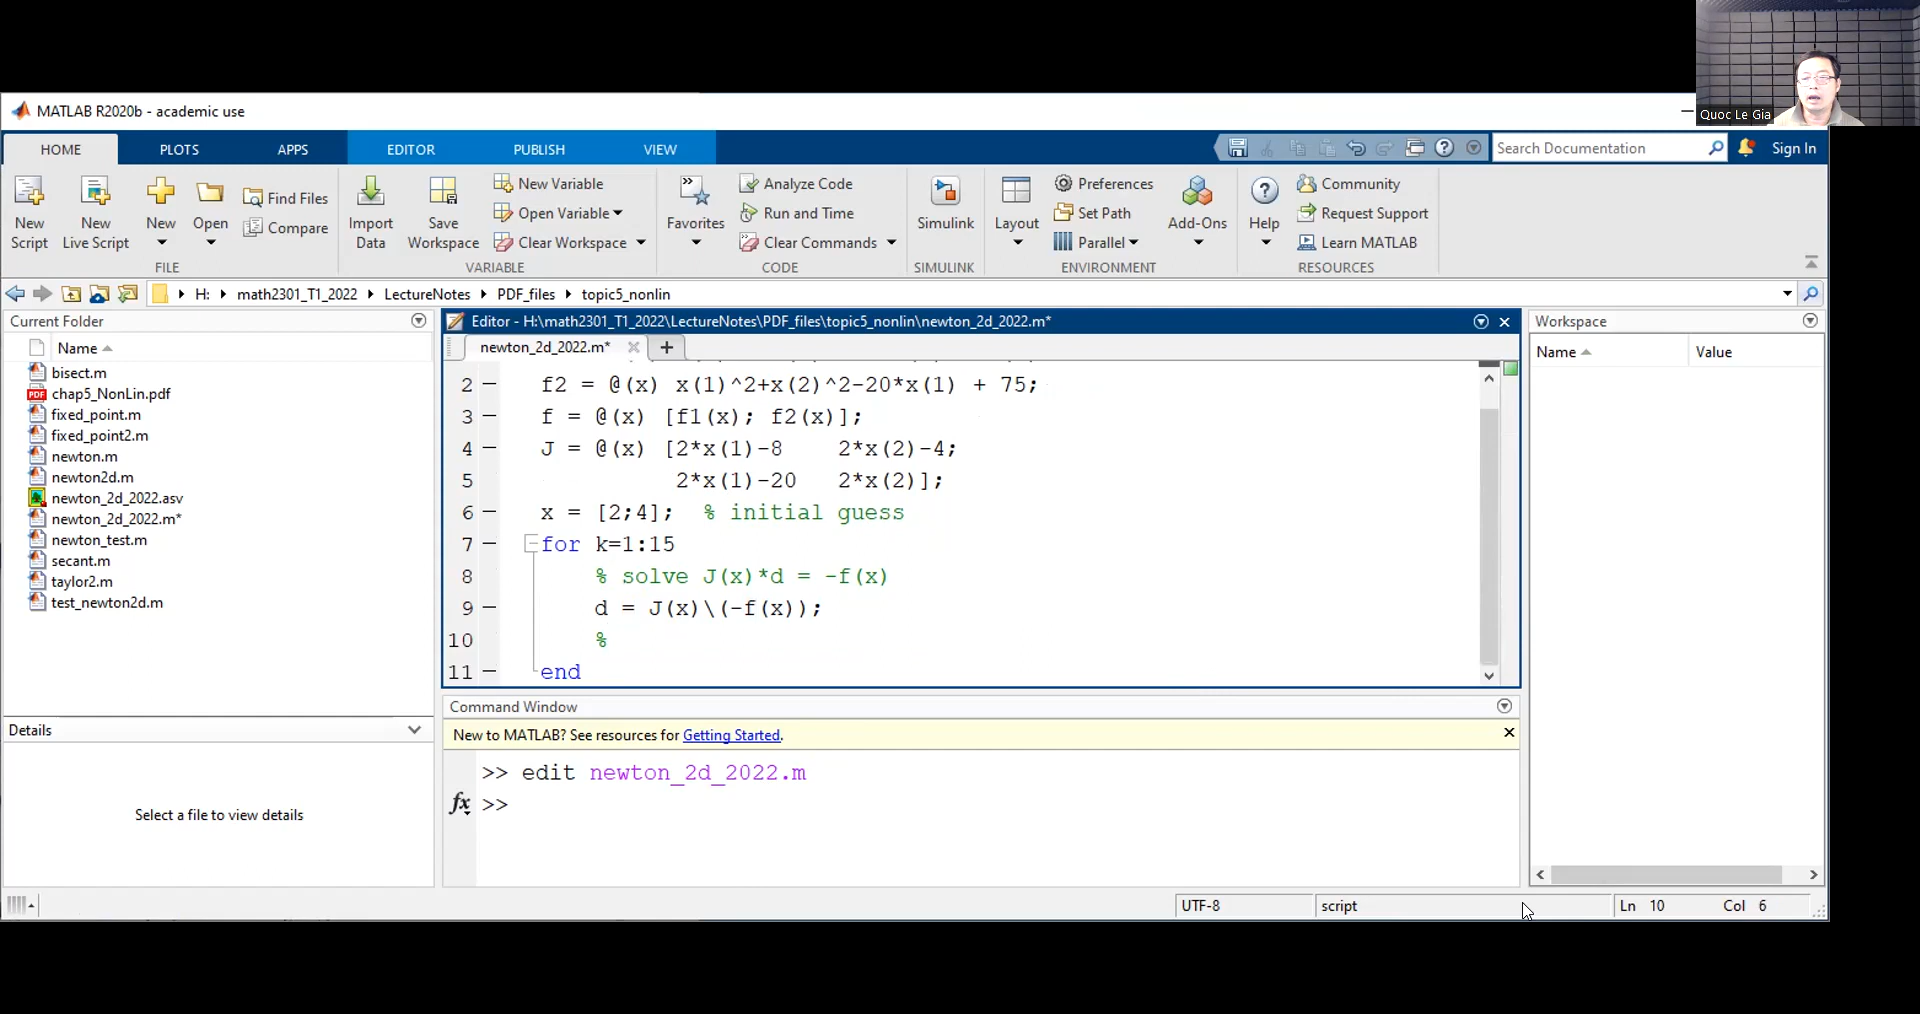 Quoc Le Gia
MATLAB R2020b - academic use
HOME PLOTS APPS EDITOR PUBLISH VIEW
Search Documentation
Sign In
New Script
New Live Script
New
Open
Find Files
Compare
FILE
Import Data
Save Workspace
New Variable
Open Variable
Clear Workspace
VARIABLE
Favorites
Analyze Code
Run and Time
Clear Commands
CODE
Simulink
SIMULINK
Layout
Preferences
Set Path
Parallel
Add-Ons
ENVIRONMENT
Help
Community
Request Support
Learn MATLAB
RESOURCES
H: math2301_T1_2022 LectureNotes PDF_files topic5_nonlin
Current Folder
Name
bisect.m
chap5_NonLin.pdf
fixed_point.m
fixed_point2.m
newton.m
newton2d.m
newton_2d_2022.asv
newton_2d_2022.m*
newton_test.m
secant.m
taylor2.m
test_newton2d.m
Details
Select a file to view details
Editor - H:\math2301_T1_2022\LectureNotes\PDF_files\topic5_nonlin\newton_2d_2022.m*
newton_2d_2022.m*
2 – f2 = @(x) x(1)^2+x(2)^2-20*x(1) + 75;
3 – f = @(x) [f1(x); f2(x)];
4 – J = @(x) [2*x(1)-8 2*x(2)-4;
5 2*x(1)-20 2*x(2)];
6 – x = [2;4]; % initial guess
7 – for k=1:15
8 % solve J(x)*d = -f(x)
9 – d = J(x)\(-f(x));
10 %
11 – end
Command Window
New to MATLAB? See resources for Getting Started.
>> edit newton_2d_2022.m
fx >>
Workspace
Name Value
UTF-8 script Ln 10 Col 6